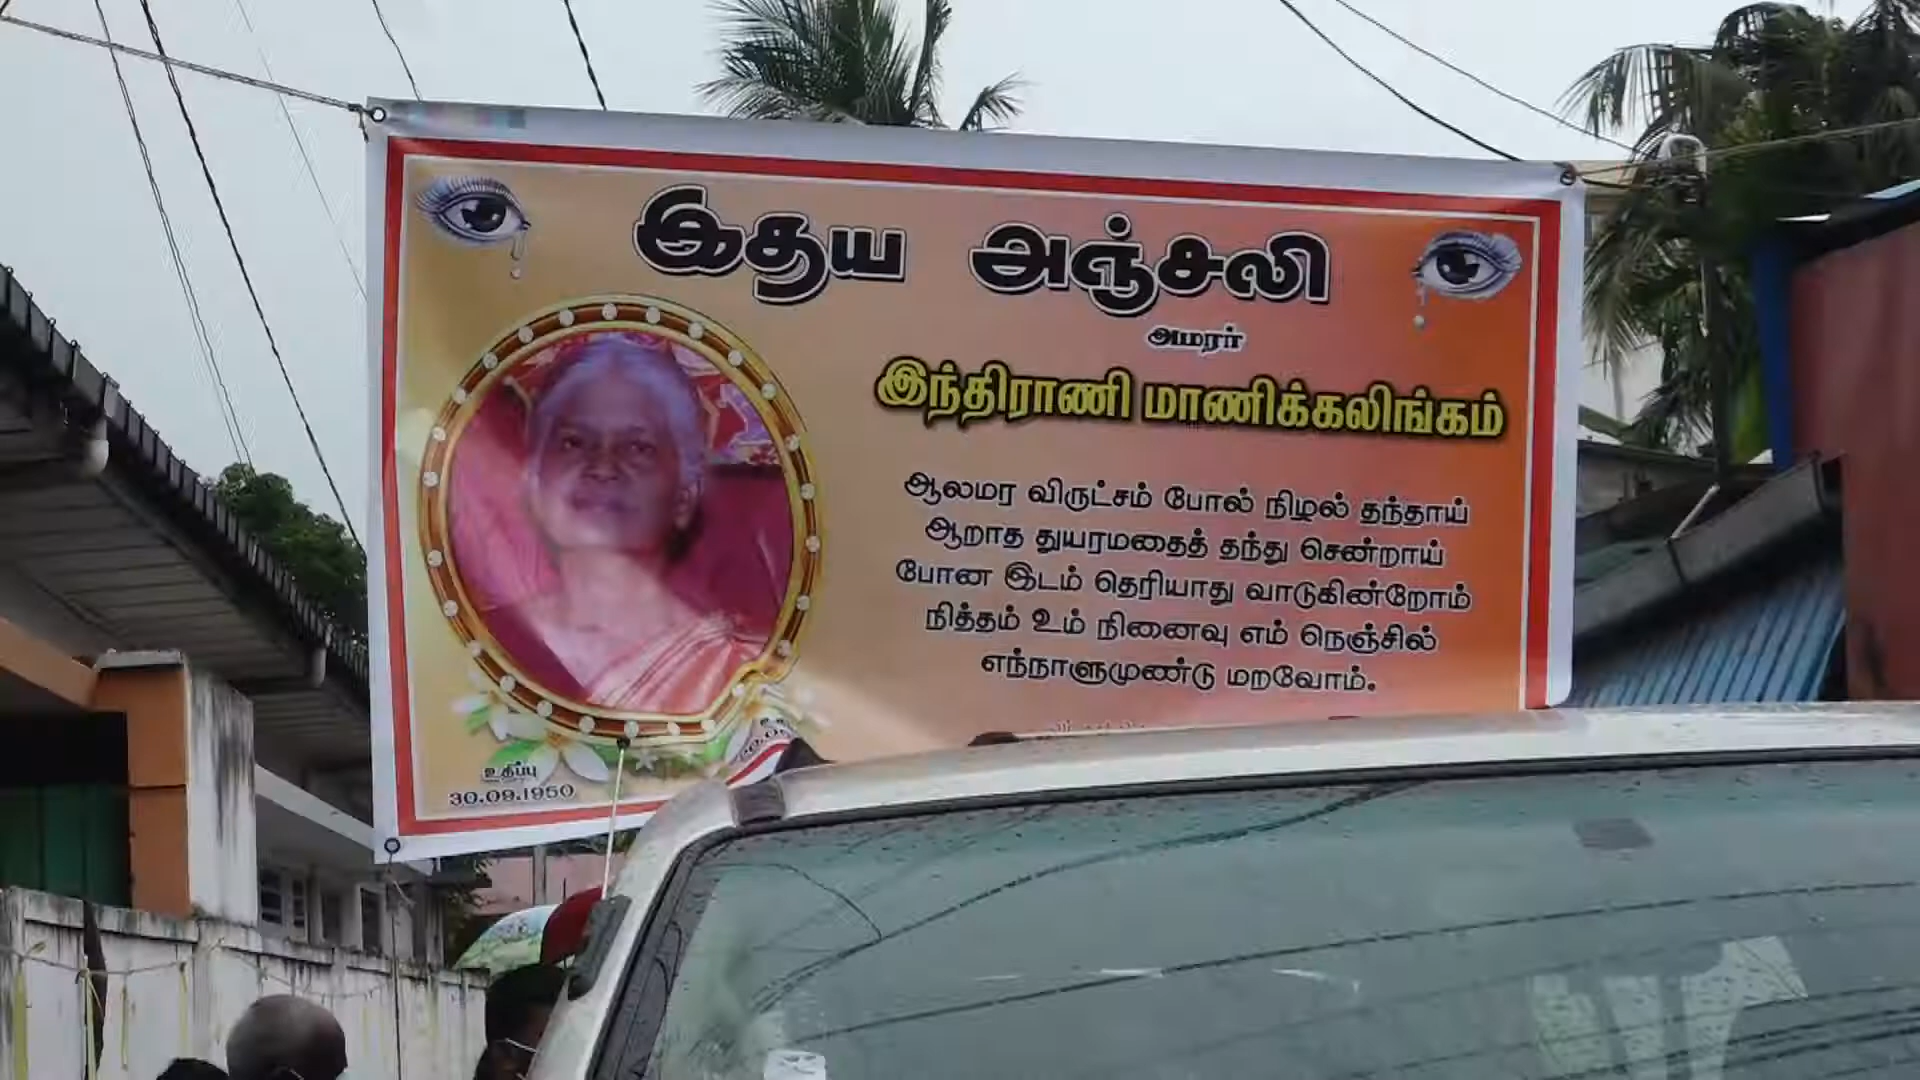 இதய அஞ்சலி
அமரர்
இந்திராணி மாணிக்கலிங்கம்
ஆலமர விருட்சம் போல் நிழல் தந்தாய்
ஆறாத துயரமதைத் தந்து சென்றாய்
போன இடம் தெரியாது வாடுகின்றோம்
நித்தம் உம் நினைவு எம் நெஞ்சில்
எந்நாளுமுண்டு மறவோம்.
உதிப்பு
30.09.1950